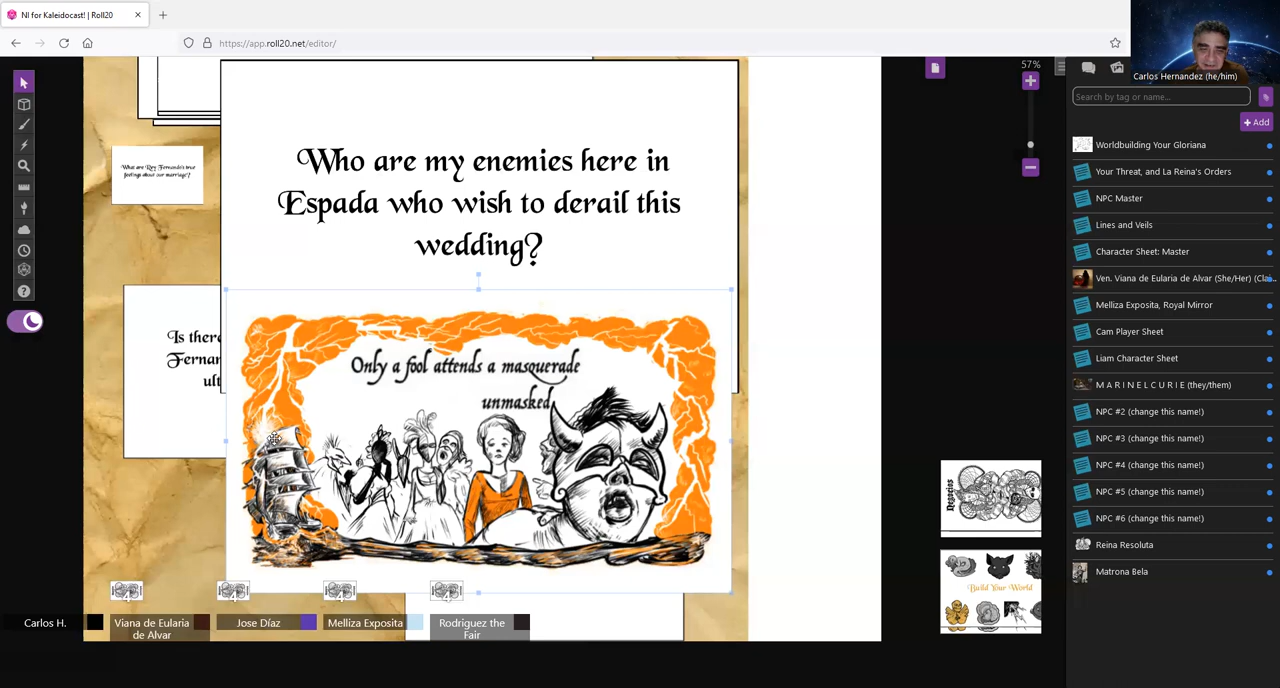 NI for Kaleidocast! | Roll20
https://app.roll20.net/editor/
57%
Carlos Hernandez (he/him)
Search by tag or name...
+ Add
Worldbuilding Your Gloriana
Your Threat, and La Reina's Orders
NPC Master
Lines and Veils
Character Sheet: Master
Ven. Viana de Eularia de Alvar (She/Her) (Clai...
Melliza Exposita, Royal Mirror
Cam Player Sheet
Liam Character Sheet
M A R I N E L C U R I E (they/them)
NPC #2 (change this name!)
NPC #3 (change this name!)
NPC #4 (change this name!)
NPC #5 (change this name!)
NPC #6 (change this name!)
Reina Resoluta
Matrona Bela
What are Rey Fernando's true
feelings about our marriage?
Who are my enemies here in
Espada who wish to derail this
wedding?
Is there
Fernan
ult
Only a fool attends a masquerade
unmasked
Negocios
Build Your World
4
4
4
4
Carlos H.
Viana de Eularia
de Alvar
Jose Díaz
Melliza Exposita
Rodriguez the
Fair